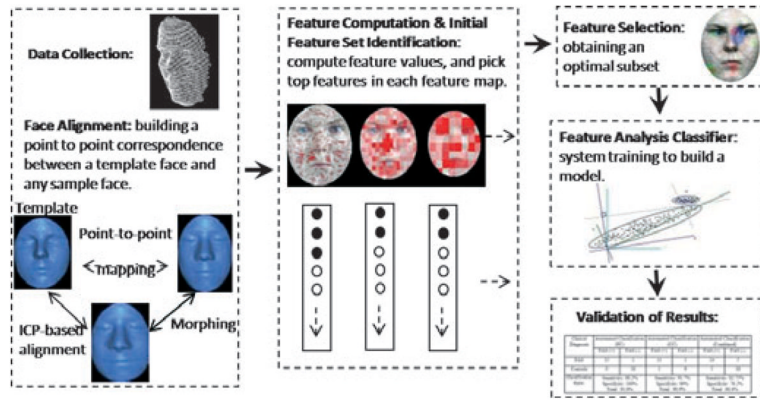 Data Collection:
Face Alignment: building a
point to point correspondence
between a template face and
any sample face.
Template
Point-to-point
mapping
ICP-based
alignment
Morphing
Feature Computation & Initial
Feature Set Identification:
compute feature values, and pick
top features in each feature map.
Feature Selection:
obtaining an
optimal subset
Feature Analysis Classifier:
system training to build a
model.
Validation of Results: